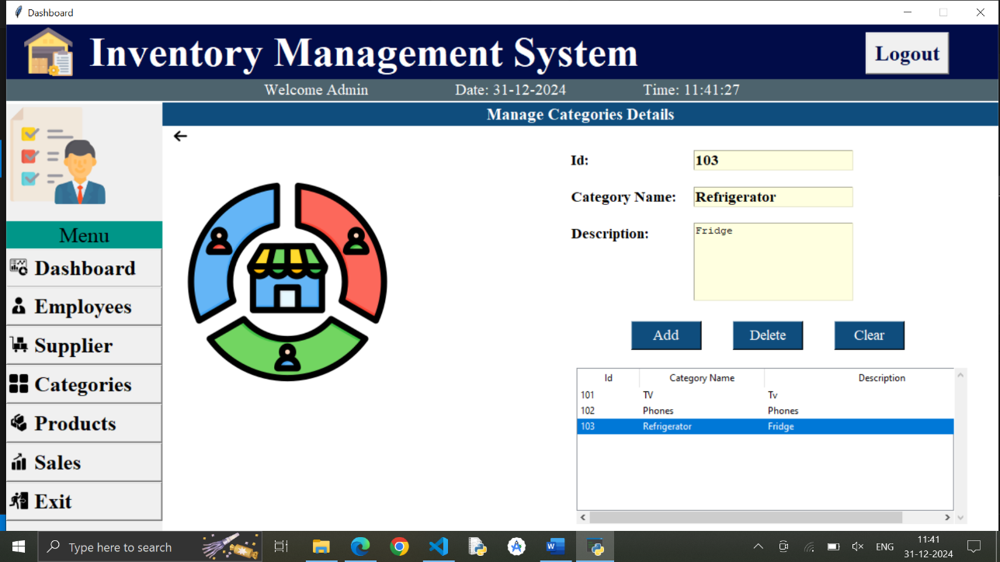 Dashboard
Inventory Management System
Logout
Welcome Admin Date: 31-12-2024 Time: 11:41:27
Manage Categories Details
Menu
Dashboard
Employees
Supplier
Categories
Products
Sales
Exit
Id: 103
Category Name: Refrigerator
Description: Fridge
Add Delete Clear
Id Category Name Description
101 TV Tv
102 Phones Phones
103 Refrigerator Fridge
Type here to search
ENG
11:41
31-12-2024